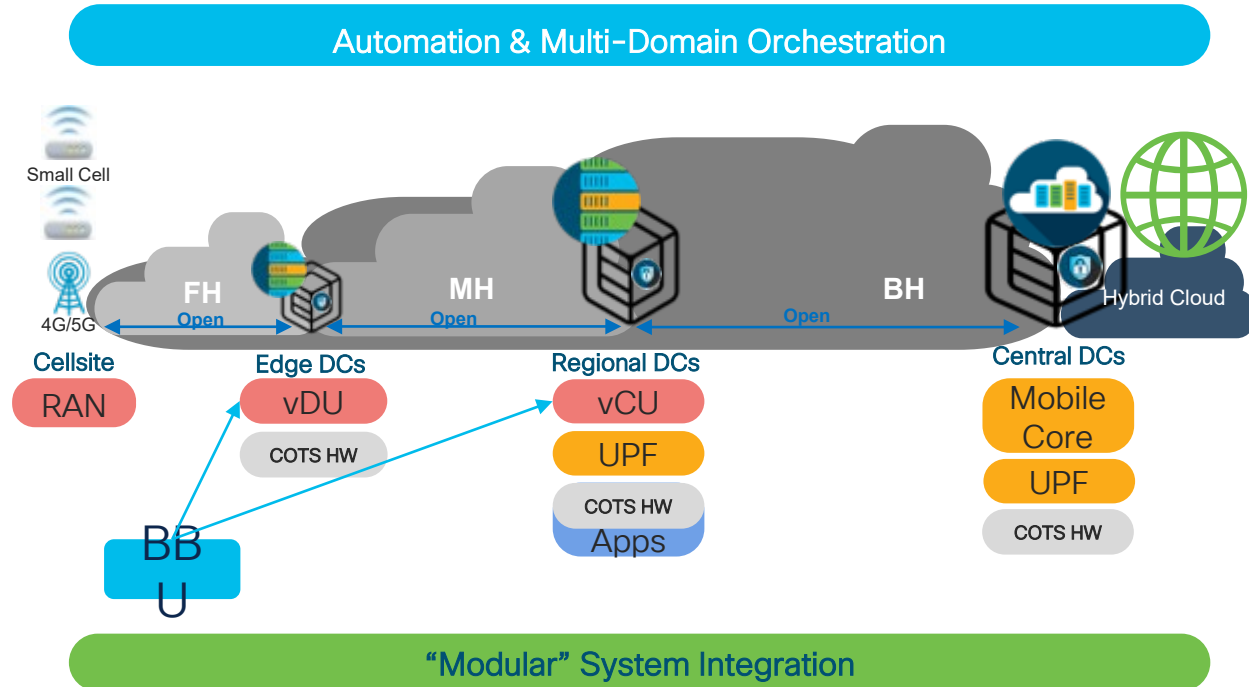 Automation & Multi-Domain Orchestration
Small Cell
4G/5G
FH
MH
BH
Open
Open
Open
Hybrid Cloud
Cellsite
Edge DCs
Regional DCs
Central DCs
RAN
vDU
COTS HW
vCU
UPF
COTS HW
Apps
Mobile
Core
UPF
COTS HW
BB
U
“Modular” System Integration